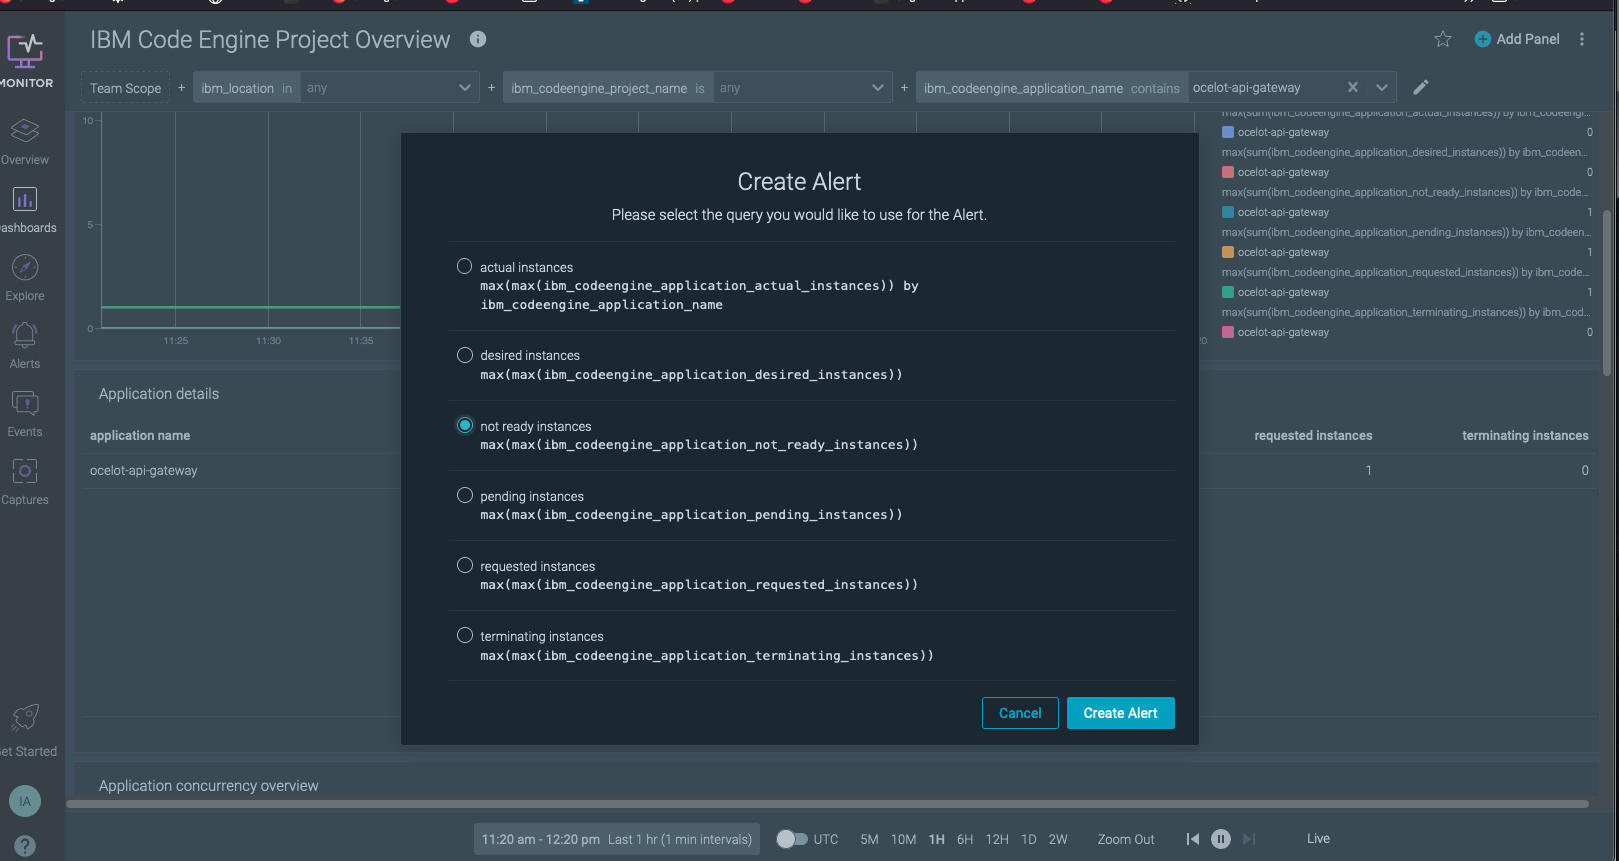 IBM Code Engine Project Overview
Add Panel
MONITOR
Team Scope + ibm_location in any + ibm_codeengine_project_name is any + ibm_codeengine_application_name contains ocelot-api-gateway
Overview
Dashboards
Explore
Alerts
Events
Captures
Get Started
IA
10
5
0
11:25 11:30 11:35
max(sum(ibm_codeengine_application_actual_instances)) by ibm_codeengi...
ocelot-api-gateway 0
max(sum(ibm_codeengine_application_desired_instances)) by ibm_codeen...
ocelot-api-gateway 0
max(sum(ibm_codeengine_application_not_ready_instances)) by ibm_code...
ocelot-api-gateway 1
max(sum(ibm_codeengine_application_pending_instances)) by ibm_codeen...
ocelot-api-gateway 1
max(sum(ibm_codeengine_application_requested_instances)) by ibm_code...
ocelot-api-gateway 1
max(sum(ibm_codeengine_application_terminating_instances)) by ibm_cod...
ocelot-api-gateway 0
20
Create Alert
Please select the query you would like to use for the Alert.
actual instances
max(max(ibm_codeengine_application_actual_instances)) by
ibm_codeengine_application_name
desired instances
max(max(ibm_codeengine_application_desired_instances))
not ready instances
max(max(ibm_codeengine_application_not_ready_instances))
pending instances
max(max(ibm_codeengine_application_pending_instances))
requested instances
max(max(ibm_codeengine_application_requested_instances))
terminating instances
max(max(ibm_codeengine_application_terminating_instances))
Cancel Create Alert
Application details
application name requested instances terminating instances
ocelot-api-gateway 1 0
Application concurrency overview
11:20 am - 12:20 pm Last 1 hr (1 min intervals) UTC 5M 10M 1H 6H 12H 1D 2W Zoom Out Live